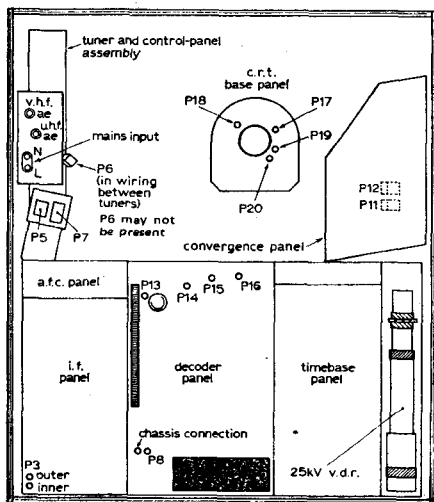 tuner and control-panel
assembly
v.h.f.
ae
u.h.f.
ae
mains input
N
L
P6
(in wiring
between
tuners)
P6 may not
be present
P5
P7
c.r.t.
base panel
P18
P17
P19
P20
P12
P11
convergence panel
a.f.c. panel
P13
P14
P15
P16
i.f.
panel
decoder
panel
timebase
panel
chassis connection
P8
P3
outer
inner
25kV v.d.r.